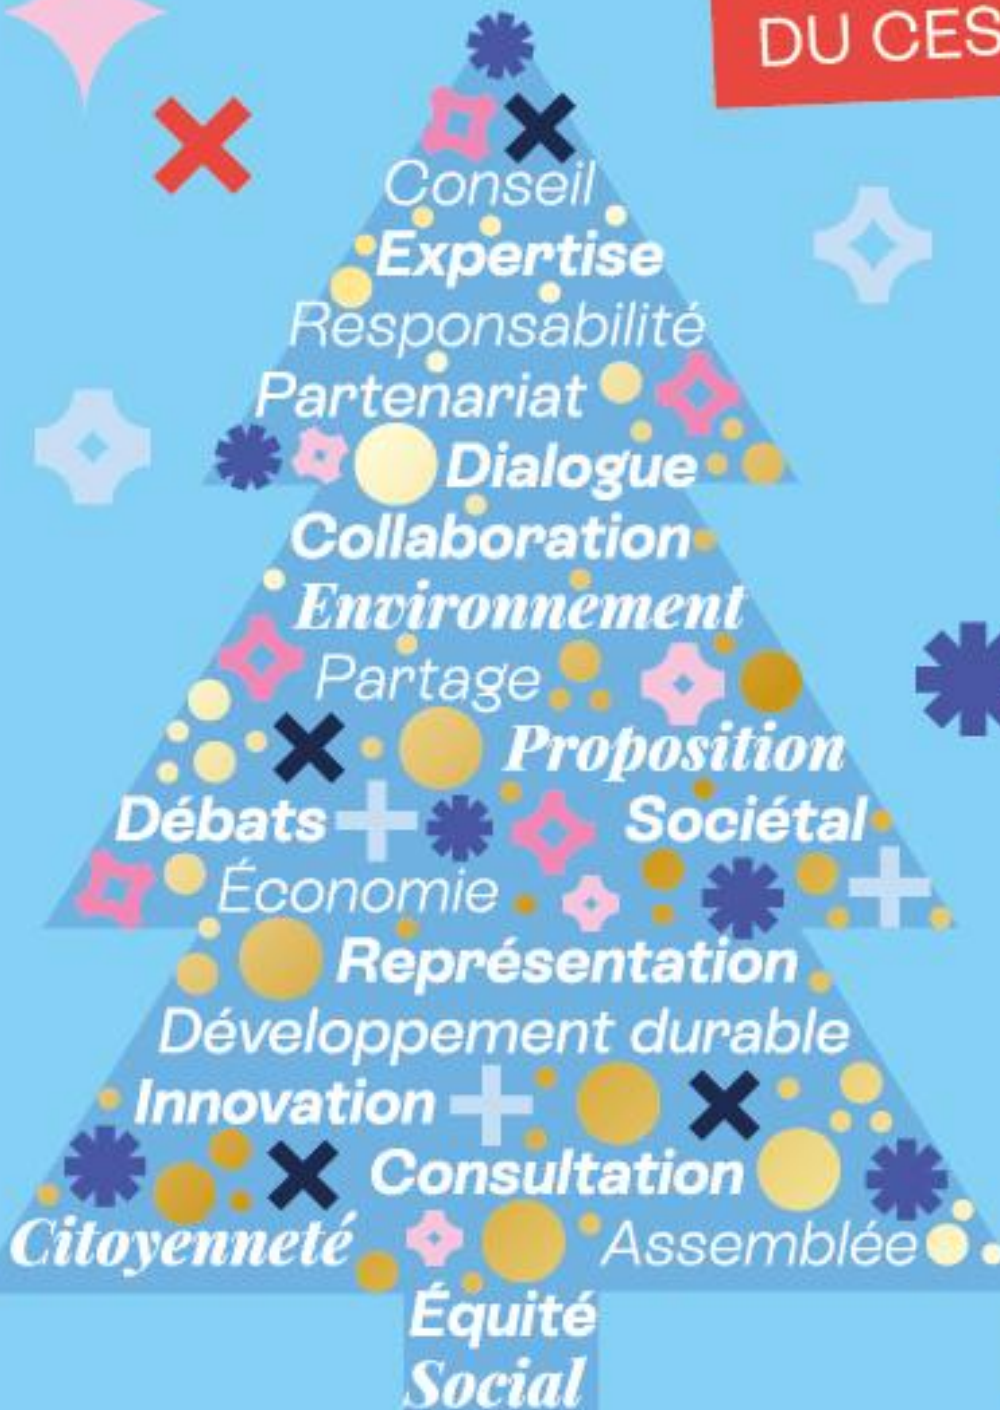 DU CES
Conseil
Expertise
Responsabilité
Partenariat
Dialogue
Collaboration
Environnement
Partage
Proposition
Débats Sociétal
Économie
Représentation
Développement durable
Innovation
Consultation
Citoyenneté Assemblée
Équité
Social